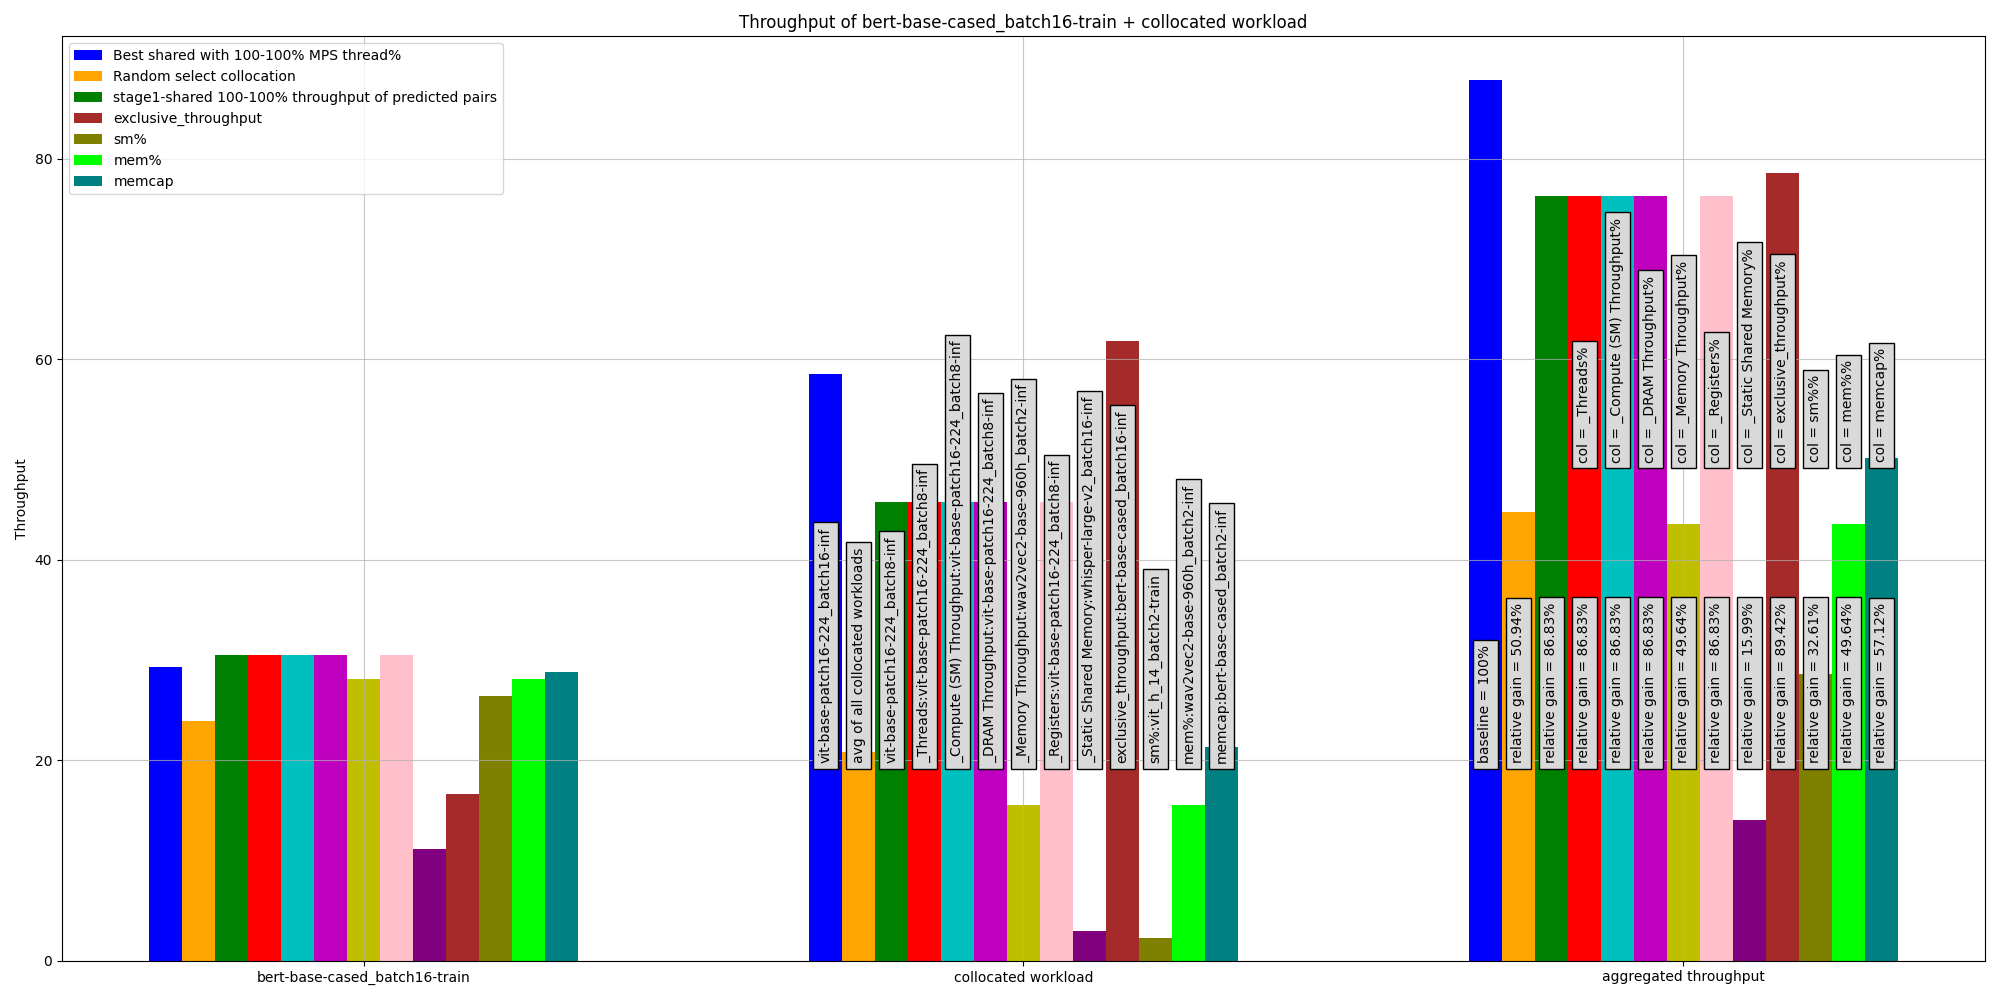 Throughput of bert-base-cased_batch16-train + collocated workload
Best shared with 100-100% MPS thread%
Random select collocation
stage1-shared 100-100% throughput of predicted pairs
exclusive_throughput
sm%
mem%
memcap
Throughput
80
60
40
20
0
vit-base-patch16-224_batch16-inf
avg of all collocated workloads
vit-base-patch16-224_batch8-inf
_Threads:vit-base-patch16-224_batch8-inf
_Compute (SM) Throughput:vit-base-patch16-224_batch8-inf
_DRAM Throughput:vit-base-patch16-224_batch8-inf
_Memory Throughput:wav2vec2-base-960h_batch2-inf
_Registers:vit-base-patch16-224_batch8-inf
_Static Shared Memory:whisper-large-v2_batch16-inf
exclusive_throughput:bert-base-cased_batch16-inf
sm%:vit_h_14_batch2-train
mem%:wav2vec2-base-960h_batch2-inf
memcap:bert-base-cased_batch2-inf
col = _Threads%
col = _Compute (SM) Throughput%
col = _DRAM Throughput%
col = _Memory Throughput%
col = _Registers%
col = _Static Shared Memory%
col = exclusive_throughput%
col = sm%%
col = mem%%
col = memcap%
baseline = 100%
relative gain = 50.94%
relative gain = 86.83%
relative gain = 86.83%
relative gain = 86.83%
relative gain = 86.83%
relative gain = 49.64%
relative gain = 86.83%
relative gain = 15.99%
relative gain = 89.42%
relative gain = 32.61%
relative gain = 49.64%
relative gain = 57.12%
bert-base-cased_batch16-train
collocated workload
aggregated throughput